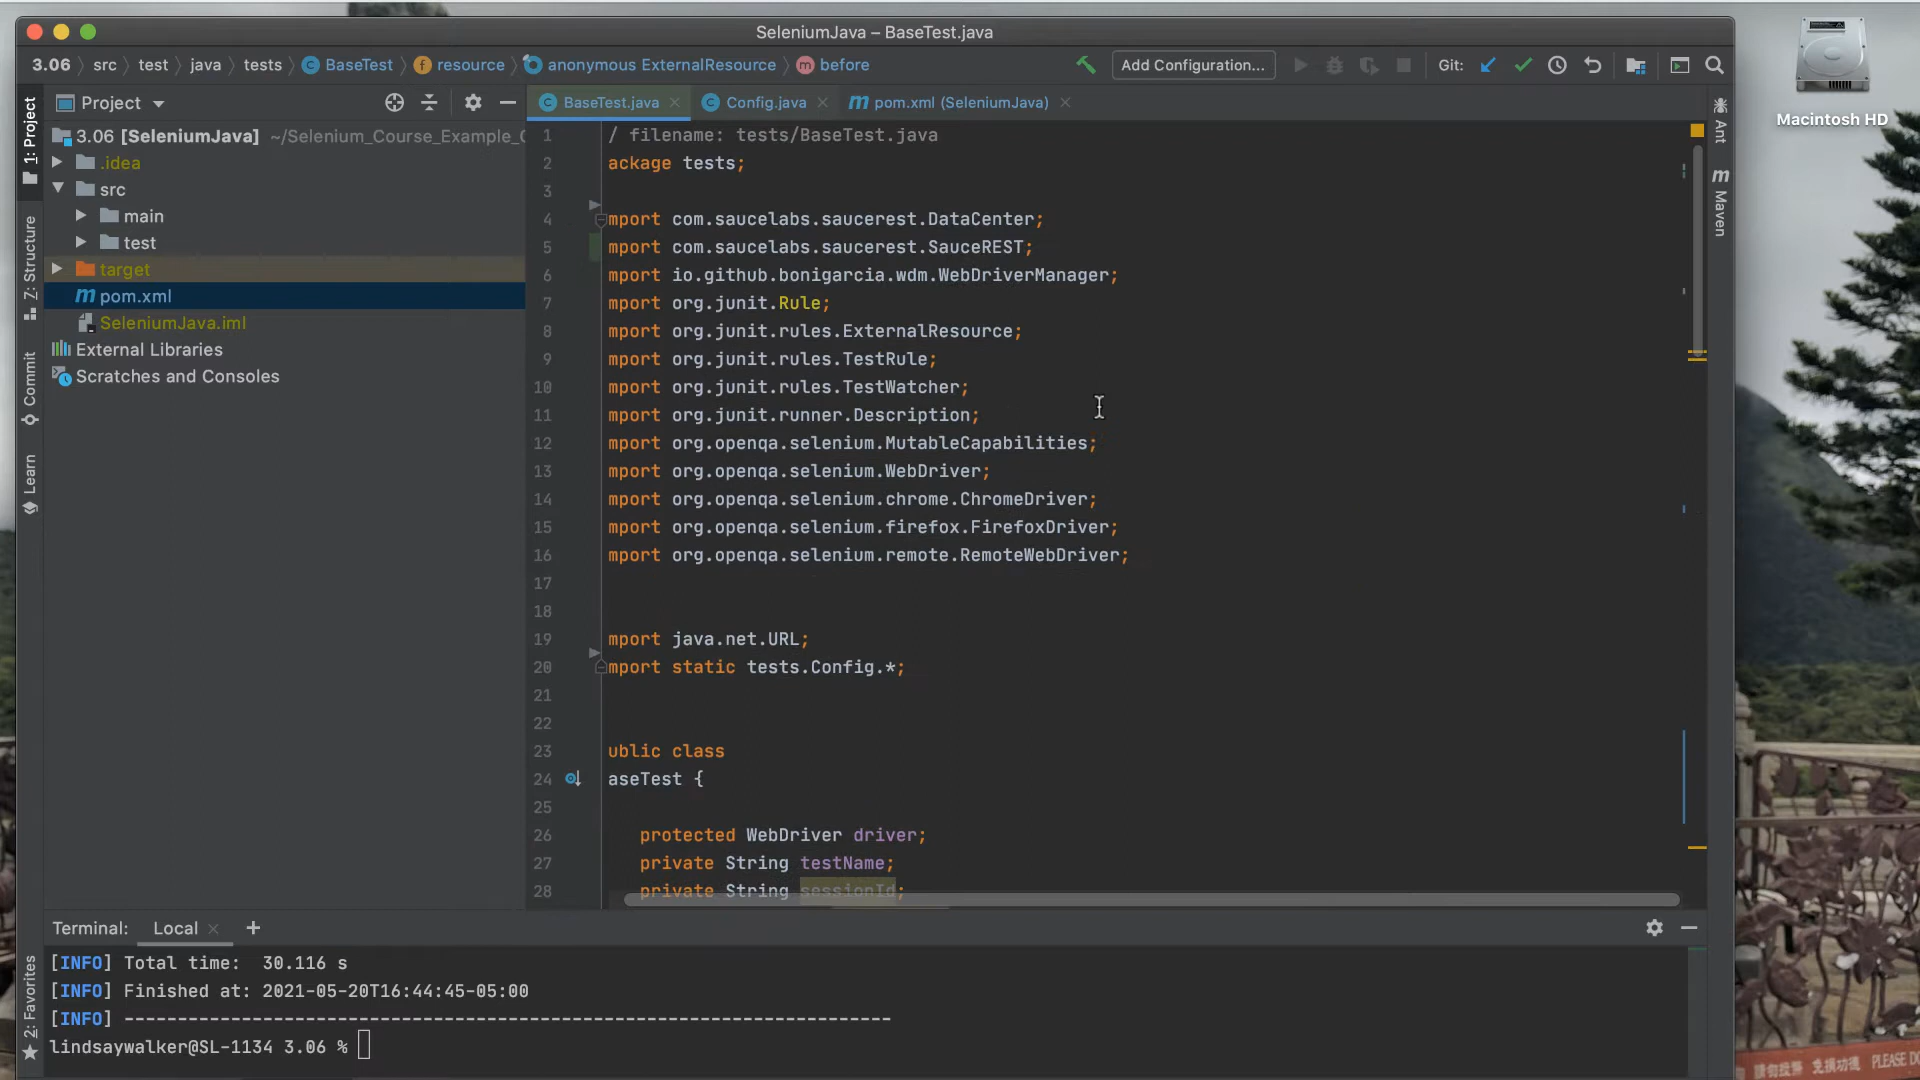 SeleniumJava – BaseTest.java
3.06 src test java tests BaseTest resource anonymous ExternalResource before Add Configuration... Git:
Project
BaseTest.java Config.java pom.xml (SeleniumJava)
3.06 [SeleniumJava] ~/Selenium_Course_Example_
.idea
src
main
test
target
pom.xml
SeleniumJava.iml
External Libraries
Scratches and Consoles
1: Project
Z: Structure
Commit
Learn
2: Favorites
1 / filename: tests/BaseTest.java
2 ackage tests;
3
4 mport com.saucelabs.saucerest.DataCenter;
5 mport com.saucelabs.saucerest.SauceREST;
6 mport io.github.bonigarcia.wdm.WebDriverManager;
7 mport org.junit.Rule;
8 mport org.junit.rules.ExternalResource;
9 mport org.junit.rules.TestRule;
10 mport org.junit.rules.TestWatcher;
11 mport org.junit.runner.Description;
12 mport org.openqa.selenium.MutableCapabilities;
13 mport org.openqa.selenium.WebDriver;
14 mport org.openqa.selenium.chrome.ChromeDriver;
15 mport org.openqa.selenium.firefox.FirefoxDriver;
16 mport org.openqa.selenium.remote.RemoteWebDriver;
17
18
19 mport java.net.URL;
20 mport static tests.Config.*;
21
22
23 ublic class
24 aseTest {
25
26 protected WebDriver driver;
27 private String testName;
28 private String sessionId;
Ant
Maven
Macintosh HD
Terminal: Local
[INFO] Total time: 30.116 s
[INFO] Finished at: 2021-05-20T16:44:45-05:00
[INFO] ------------------------------------------------------------------------
lindsaywalker@SL-1134 3.06 %
PLEASE DO